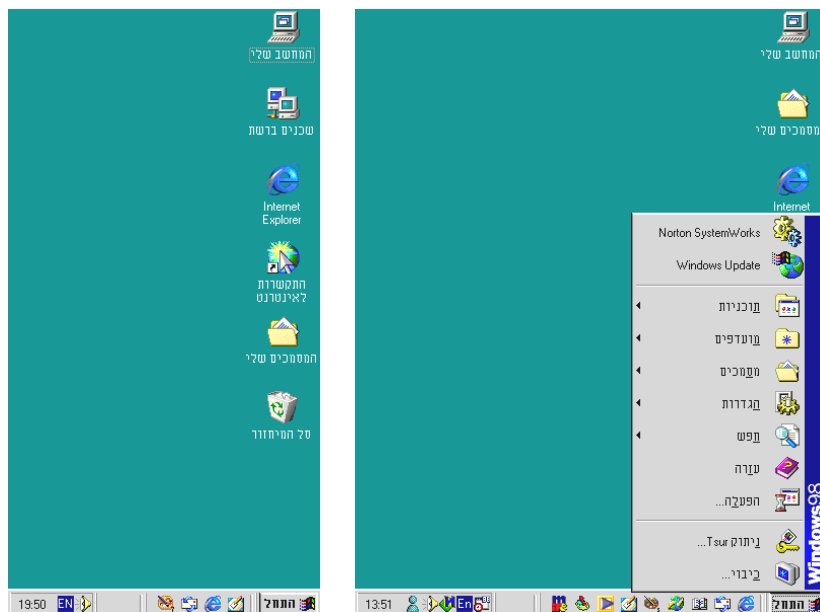 המחשב שלי
שכנים ברשת
Internet
Explorer
התקשרות
לאינטרנט
המסמכים שלי
סל המיחזור
התחל
EN
19:50
המחשב שלי
מסמכים שלי
Internet
Norton SystemWorks
Windows Update
תוכניות
מועדפים
מסמכים
הגדרות
חפש
עזרה
הפעלה...
ניתוק Tsur...
כיבוי...
Windows98
התחל
En
13:51